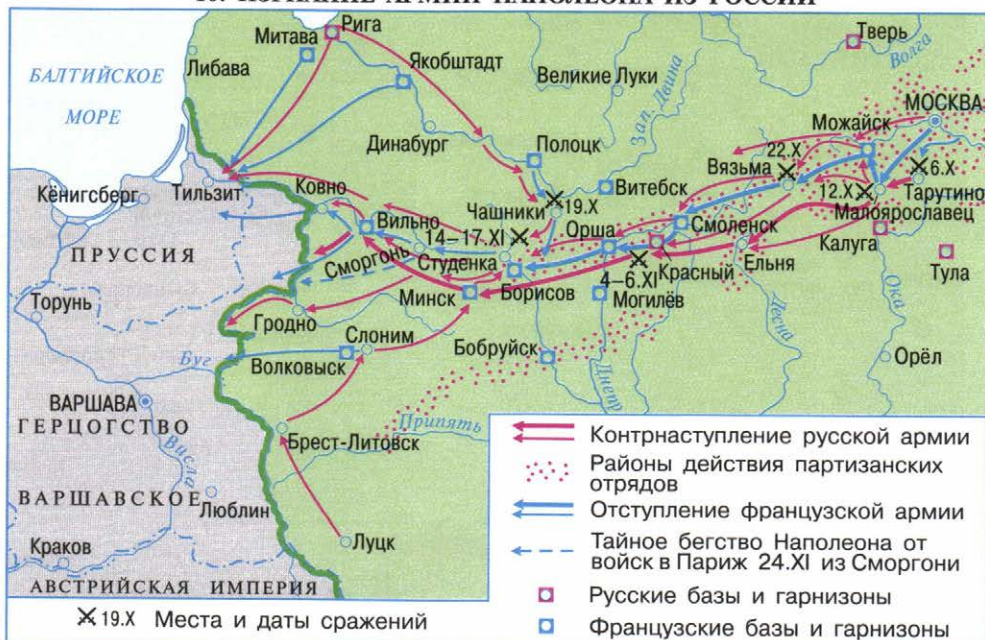 Рига
Митава
Тверь
Волга
Либава
Якобштадт
Великие Луки
Зап. Двина
БАЛТИЙСКОЕ
МОРЕ
МОСКВА
Можайск
Динабург
Полоцк
22.X
Вязьма
6.X
Кёнигсберг
Тильзит
Ковно
Витебск
12.X
Тарутино
Чашники
19.X
Вильно
14–17.XI
Орша
Смоленск
Малоярославец
Калуга
ПРУССИЯ
Сморгонь
Студенка
Красный
Ельня
Тула
4–6.XI
Торунь
Минск
Борисов
Могилёв
Гродно
Десна
Ока
Слоним
Буг
Волковыск
Бобруйск
Днепр
Орёл
ВАРШАВА
ГЕРЦОГСТВО
Брест-Литовск
Припять
Висла
ВАРШАВСКОЕ
Люблин
Луцк
Краков
АВСТРИЙСКАЯ ИМПЕРИЯ
Контрнаступление русской армии
Районы действия партизанских
отрядов
Отступление французской армии
Тайное бегство Наполеона от
войск в Париж 24.XI из Сморгони
Русские базы и гарнизоны
19.X Места и даты сражений
Французские базы и гарнизоны